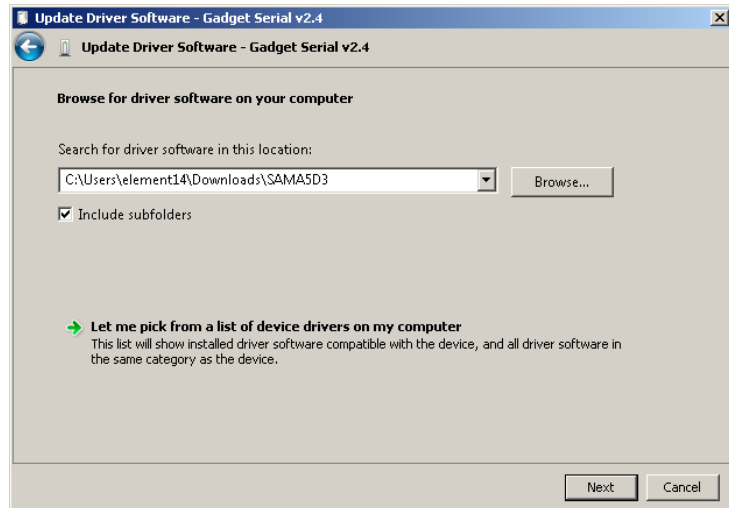 Update Driver Software - Gadget Serial v2.4
Update Driver Software - Gadget Serial v2.4
Browse for driver software on your computer
Search for driver software in this location:
C:\Users\element14\Downloads\SAMA5D3
Browse...
Include subfolders
Let me pick from a list of device drivers on my computer
This list will show installed driver software compatible with the device, and all driver software in
the same category as the device.
Next Cancel